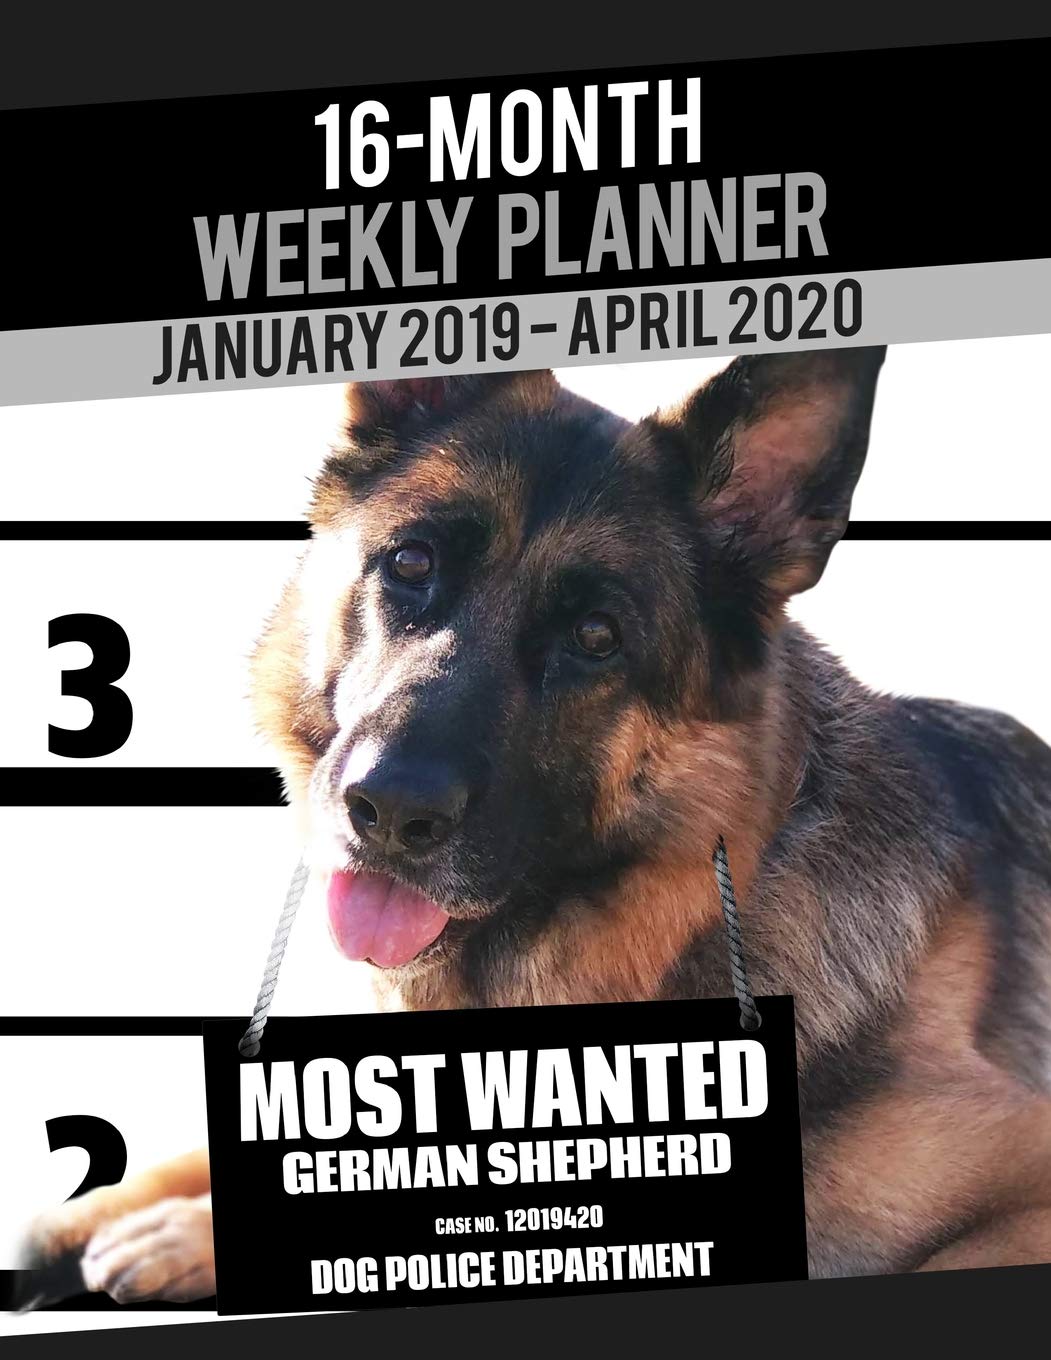 16-MONTH
WEEKLY PLANNER
JANUARY 2019 – APRIL 2020
3
2
MOST WANTED
GERMAN SHEPHERD
CASE NO. 12019420
DOG POLICE DEPARTMENT